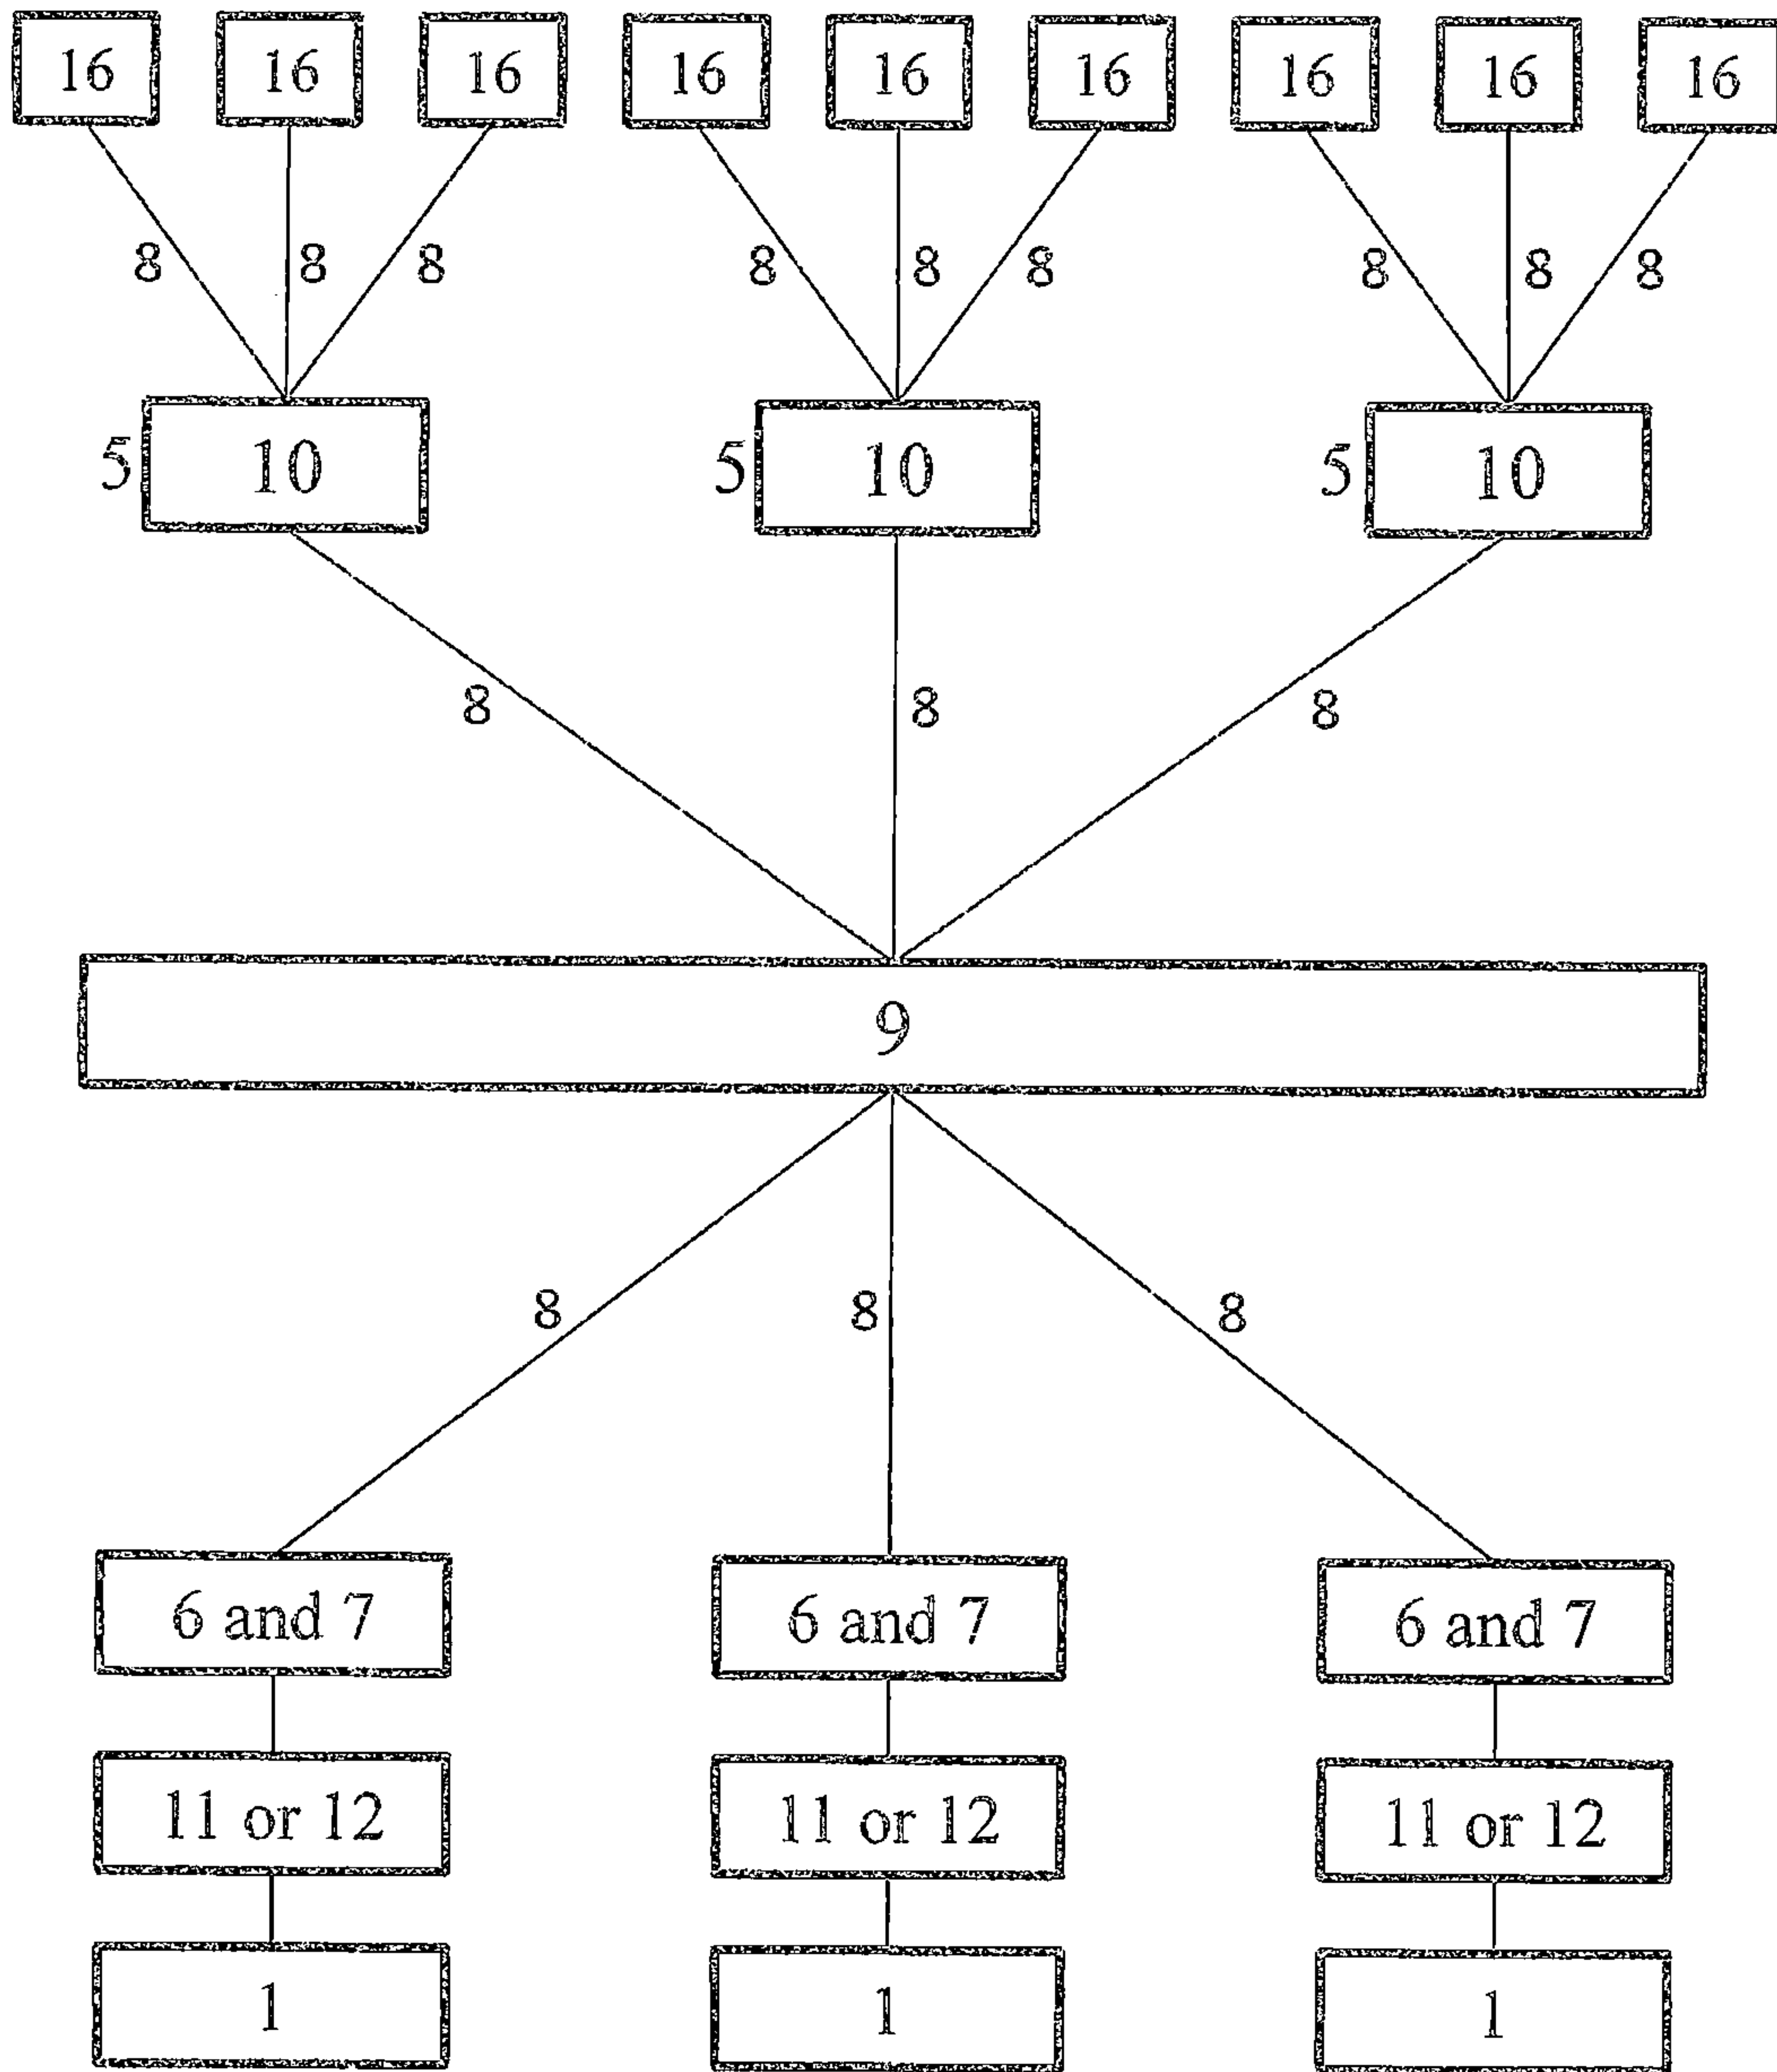 16 16 16 16 16 16 16 16 16
8 8 8 8 8 8 8 8 8
5 10 5 10 5 10
8 8 8
9
8 8 8
6 and 7 6 and 7 6 and 7
11 or 12 11 or 12 11 or 12
1 1 1